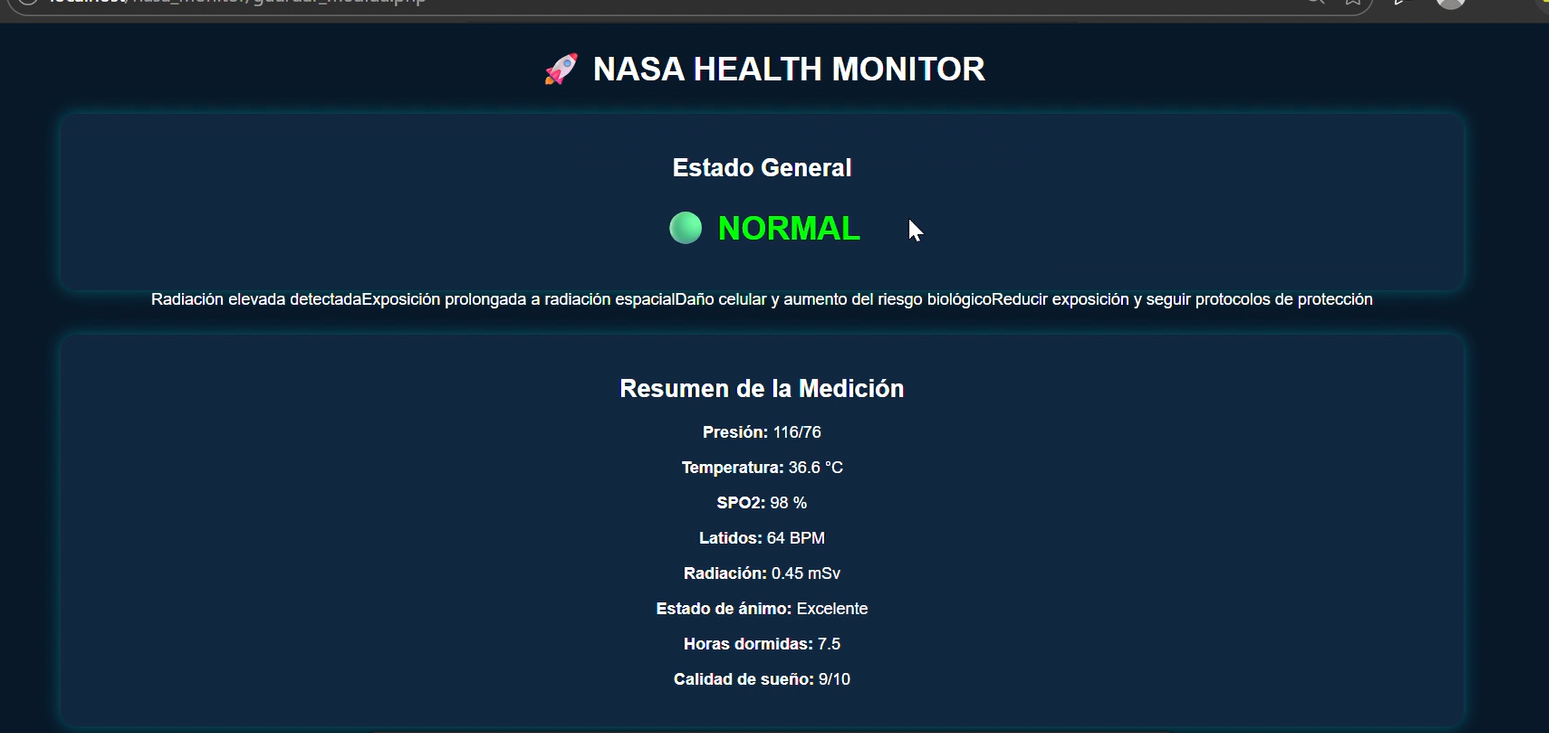 🚀 NASA HEALTH MONITOR
Estado General
NORMAL
Radiación elevada detectadaExposición prolongada a radiación espacialDaño celular y aumento del riesgo biológicoReducir exposición y seguir protocolos de protección
Resumen de la Medición
Presión: 116/76
Temperatura: 36.6 °C
SPO2: 98 %
Latidos: 64 BPM
Radiación: 0.45 mSv
Estado de ánimo: Excelente
Horas dormidas: 7.5
Calidad de sueño: 9/10